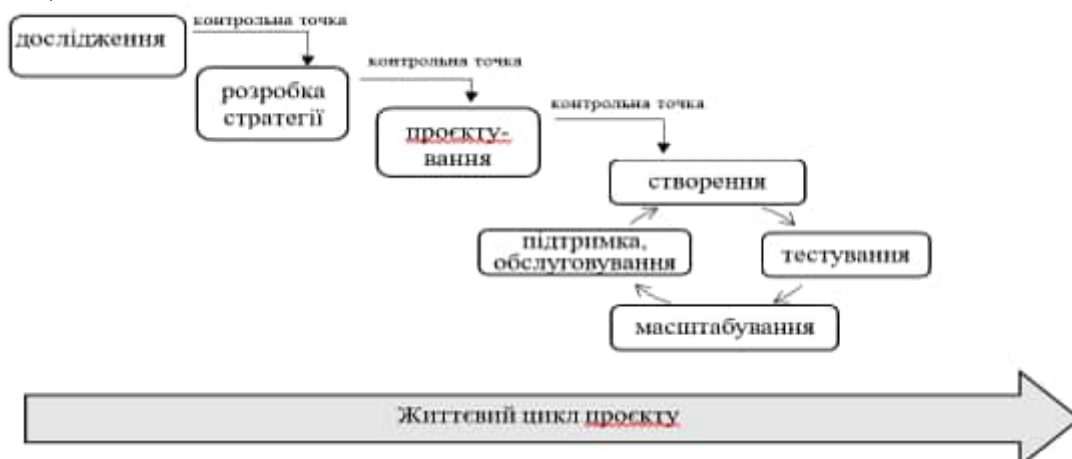 контрольна точка
дослідження
контрольна точка
розробка
стратегії
контрольна точка
проєкту-
вання
створення
підтримка,
обслуговування
тестування
масштабування
Життєвий цикл проєкту